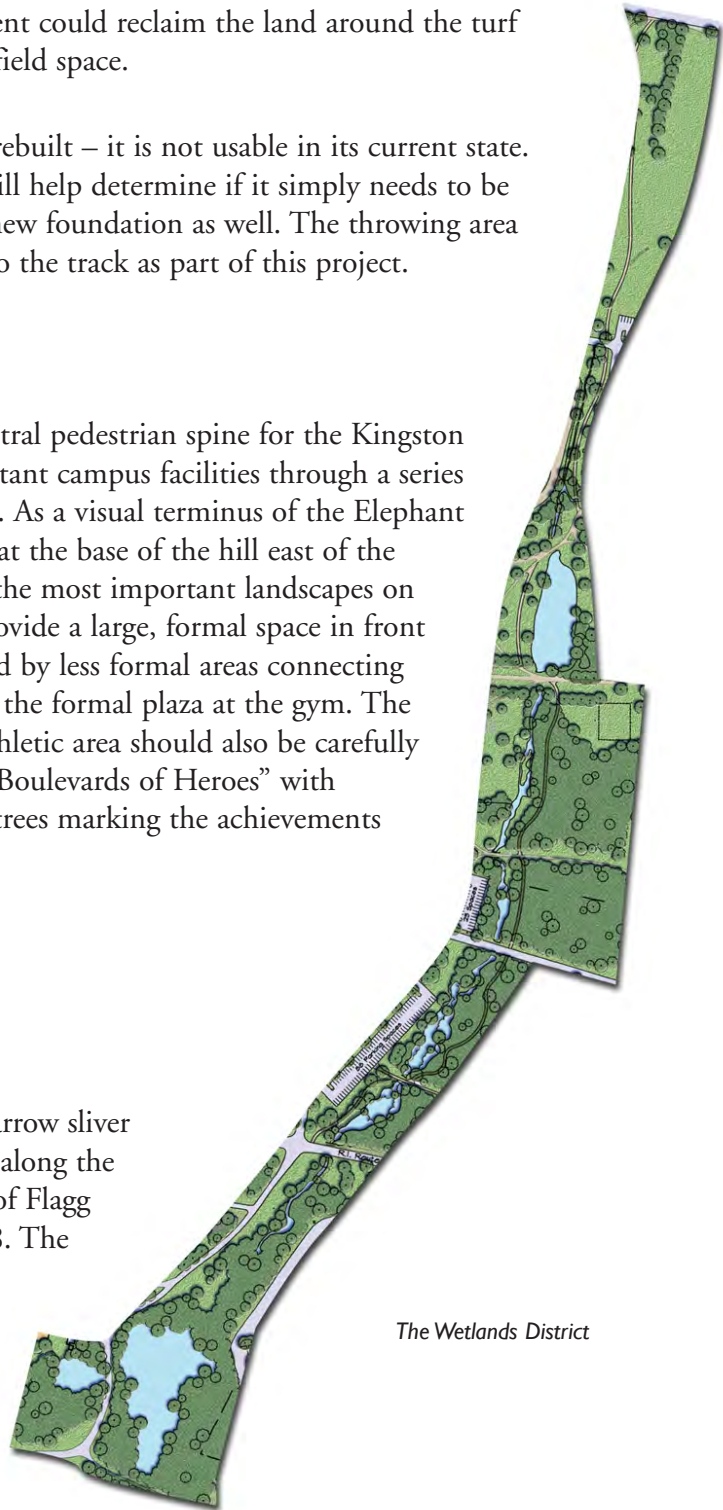 ent could reclaim the land around the turf
field space.
rebuilt – it is not usable in its current state.
ill help determine if it simply needs to be
new foundation as well. The throwing area
o the track as part of this project.
tral pedestrian spine for the Kingston
tant campus facilities through a series
. As a visual terminus of the Elephant
at the base of the hill east of the
the most important landscapes on
ovide a large, formal space in front
d by less formal areas connecting
the formal plaza at the gym. The
hletic area should also be carefully
Boulevards of Heroes” with
trees marking the achievements
Parking Spaces
arrow sliver
along the
of Flagg
8. The
The Wetlands District